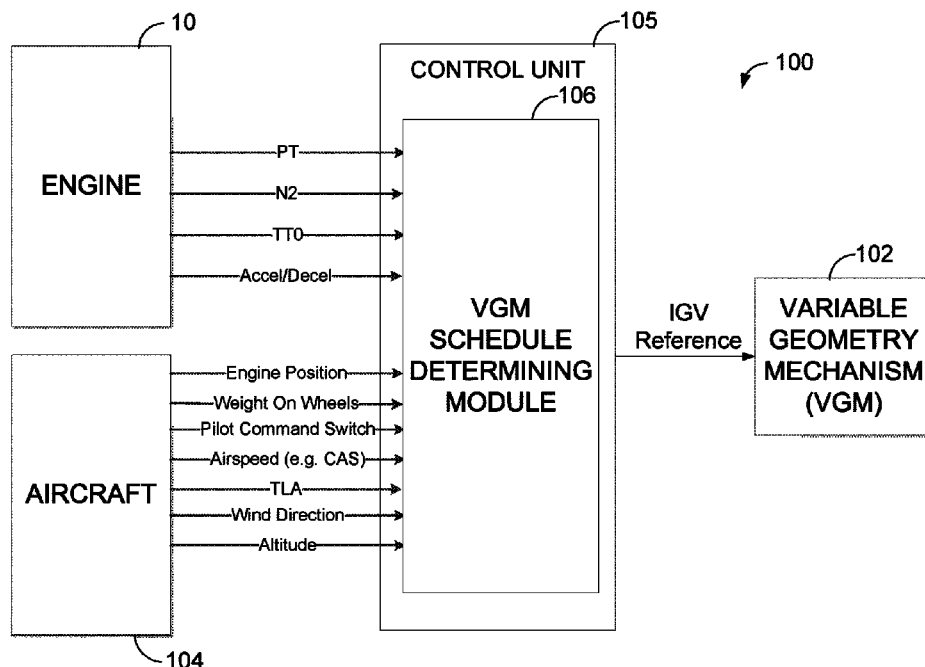 10
105
CONTROL UNIT
100
106
ENGINE
PT
N2
TT0
Accel/Decel
102
VGM
SCHEDULE
DETERMINING
MODULE
IGV
Reference
VARIABLE
GEOMETRY
MECHANISM
(VGM)
AIRCRAFT
Engine Position
Weight On Wheels
Pilot Command Switch
Airspeed (e.g. CAS)
TLA
Wind Direction
Altitude
104